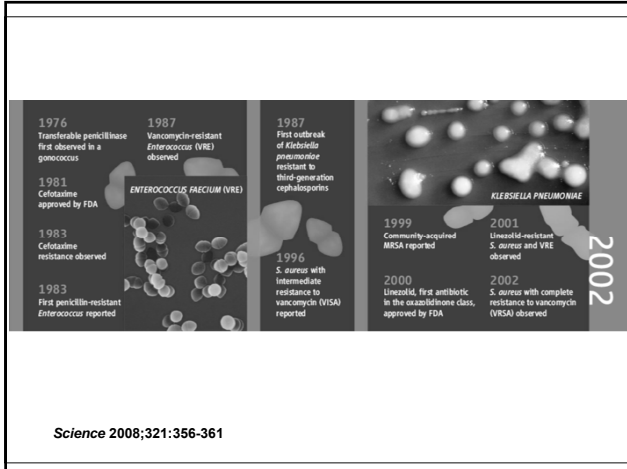 1976
Transferable penicillinase
first observed in a
gonococcus
1981
Cefotaxime
approved by FDA
1983
Cefotaxime
resistance observed
1983
First penicillin-resistant
Enterococcus reported
1987
Vancomycin-resistant
Enterococcus (VRE)
observed
ENTEROCOCCUS FAECIUM (VRE)
1987
First outbreak
of Klebsiella
pneumoniae
resistant to
third-generation
cephalosporins
1996
S. aureus with
intermediate
resistance to
vancomycin (VISA)
reported
KLEBSIELLA PNEUMONIAE
1999
Community-acquired
MRSA reported
2000
Linezolid, first antibiotic
in the oxazolidinone class,
approved by FDA
2001
Linezolid-resistant
S. aureus and VRE
observed
2002
S. aureus with complete
resistance to vancomycin
(VRSA) observed
2002
Science 2008;321:356-361